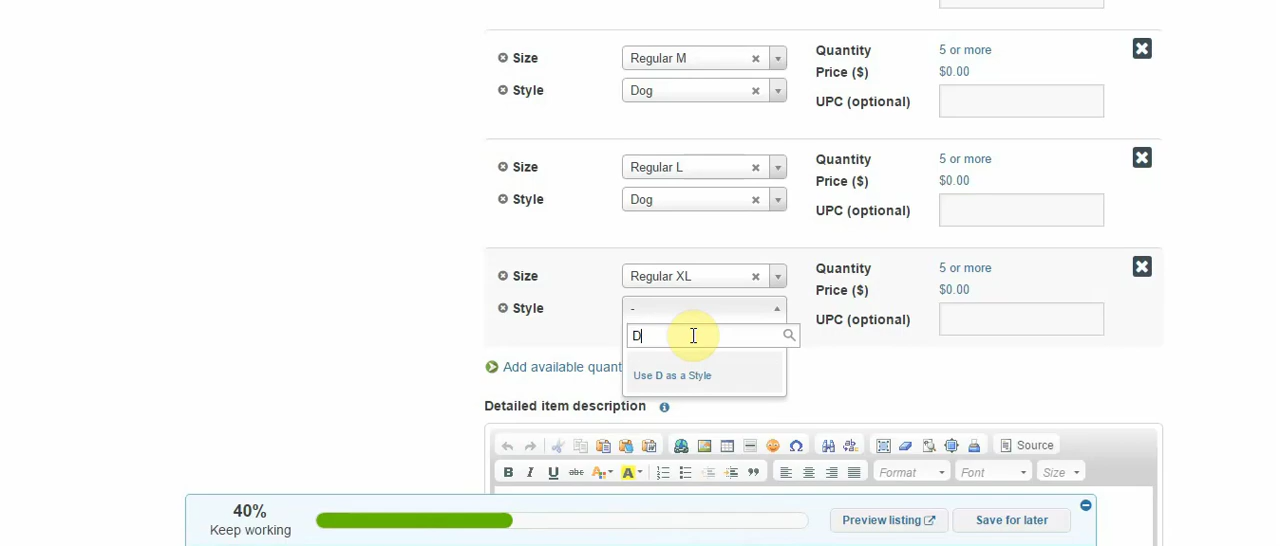 Size Regular M Quantity 5 or more
Price ($) $0.00
Style Dog UPC (optional)
Size Regular L Quantity 5 or more
Price ($) $0.00
Style Dog UPC (optional)
Size Regular XL Quantity 5 or more
Price ($) $0.00
Style - UPC (optional)
D
Add available quant
Use D as a Style
Detailed item description
Source
B I U abc A A Format Font Size
40%
Keep working
Preview listing Save for later